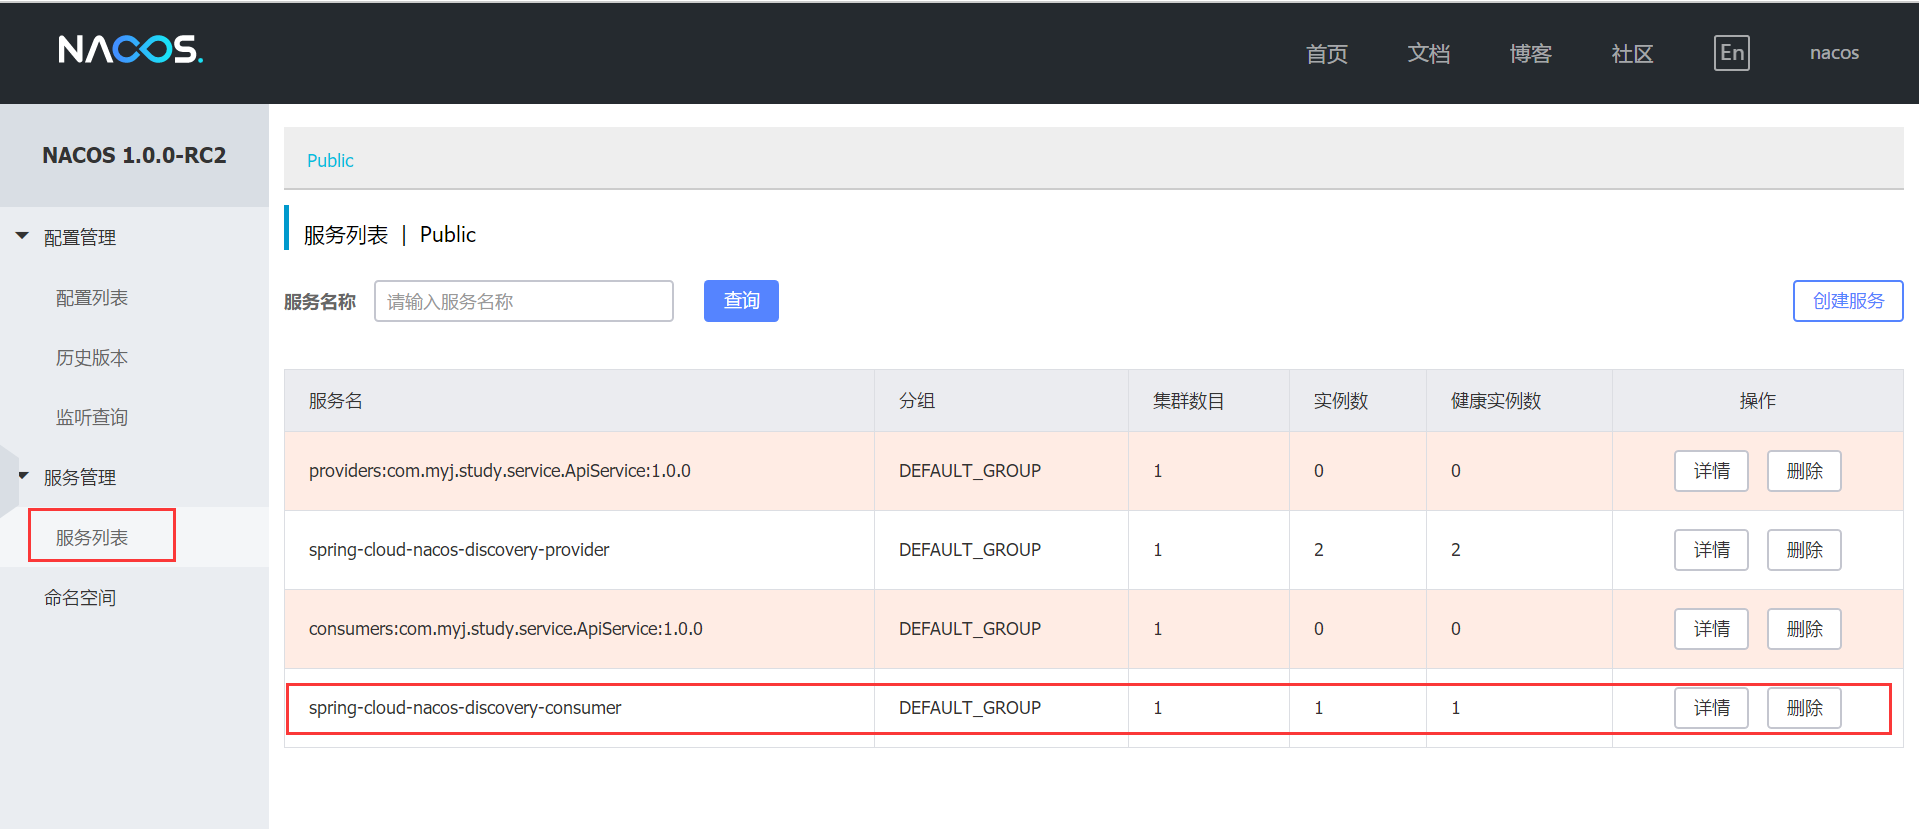 NACOS. 首页 文档 博客 社区 En nacos
NACOS 1.0.0-RC2
配置管理
配置列表
历史版本
监听查询
服务管理
服务列表
命名空间
Public
服务列表 | Public
服务名称 请输入服务名称 查询 创建服务
服务名 分组 集群数目 实例数 健康实例数 操作
providers:com.myj.study.service.ApiService:1.0.0 DEFAULT_GROUP 1 0 0 详情 删除
spring-cloud-nacos-discovery-provider DEFAULT_GROUP 1 2 2 详情 删除
consumers:com.myj.study.service.ApiService:1.0.0 DEFAULT_GROUP 1 0 0 详情 删除
spring-cloud-nacos-discovery-consumer DEFAULT_GROUP 1 1 1 详情 删除